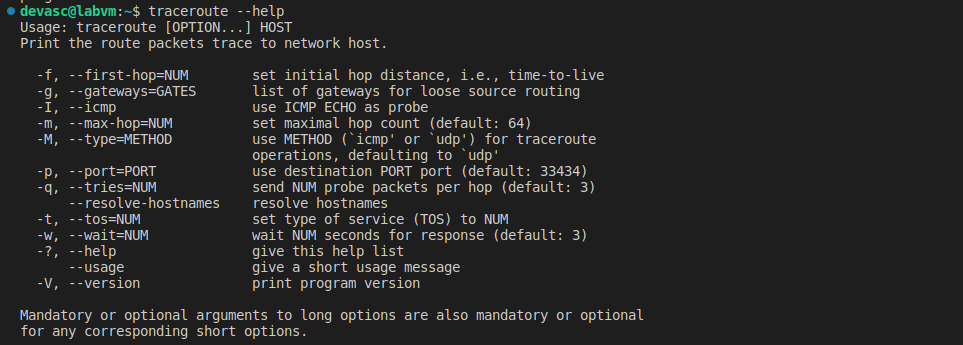 devasc@labvm:~$ traceroute --help
Usage: traceroute [OPTION...] HOST
Print the route packets trace to network host.

  -f, --first-hop=NUM        set initial hop distance, i.e., time-to-live
  -g, --gateways=GATES       list of gateways for loose source routing
  -I, --icmp                 use ICMP ECHO as probe
  -m, --max-hop=NUM          set maximal hop count (default: 64)
  -M, --type=METHOD          use METHOD (`icmp' or `udp') for traceroute
                             operations, defaulting to `udp'
  -p, --port=PORT            use destination PORT port (default: 33434)
  -q, --tries=NUM            send NUM probe packets per hop (default: 3)
      --resolve-hostnames    resolve hostnames
  -t, --tos=NUM              set type of service (TOS) to NUM
  -w, --wait=NUM             wait NUM seconds for response (default: 3)
  -?, --help                 give this help list
      --usage                give a short usage message
  -V, --version              print program version

Mandatory or optional arguments to long options are also mandatory or optional
for any corresponding short options.